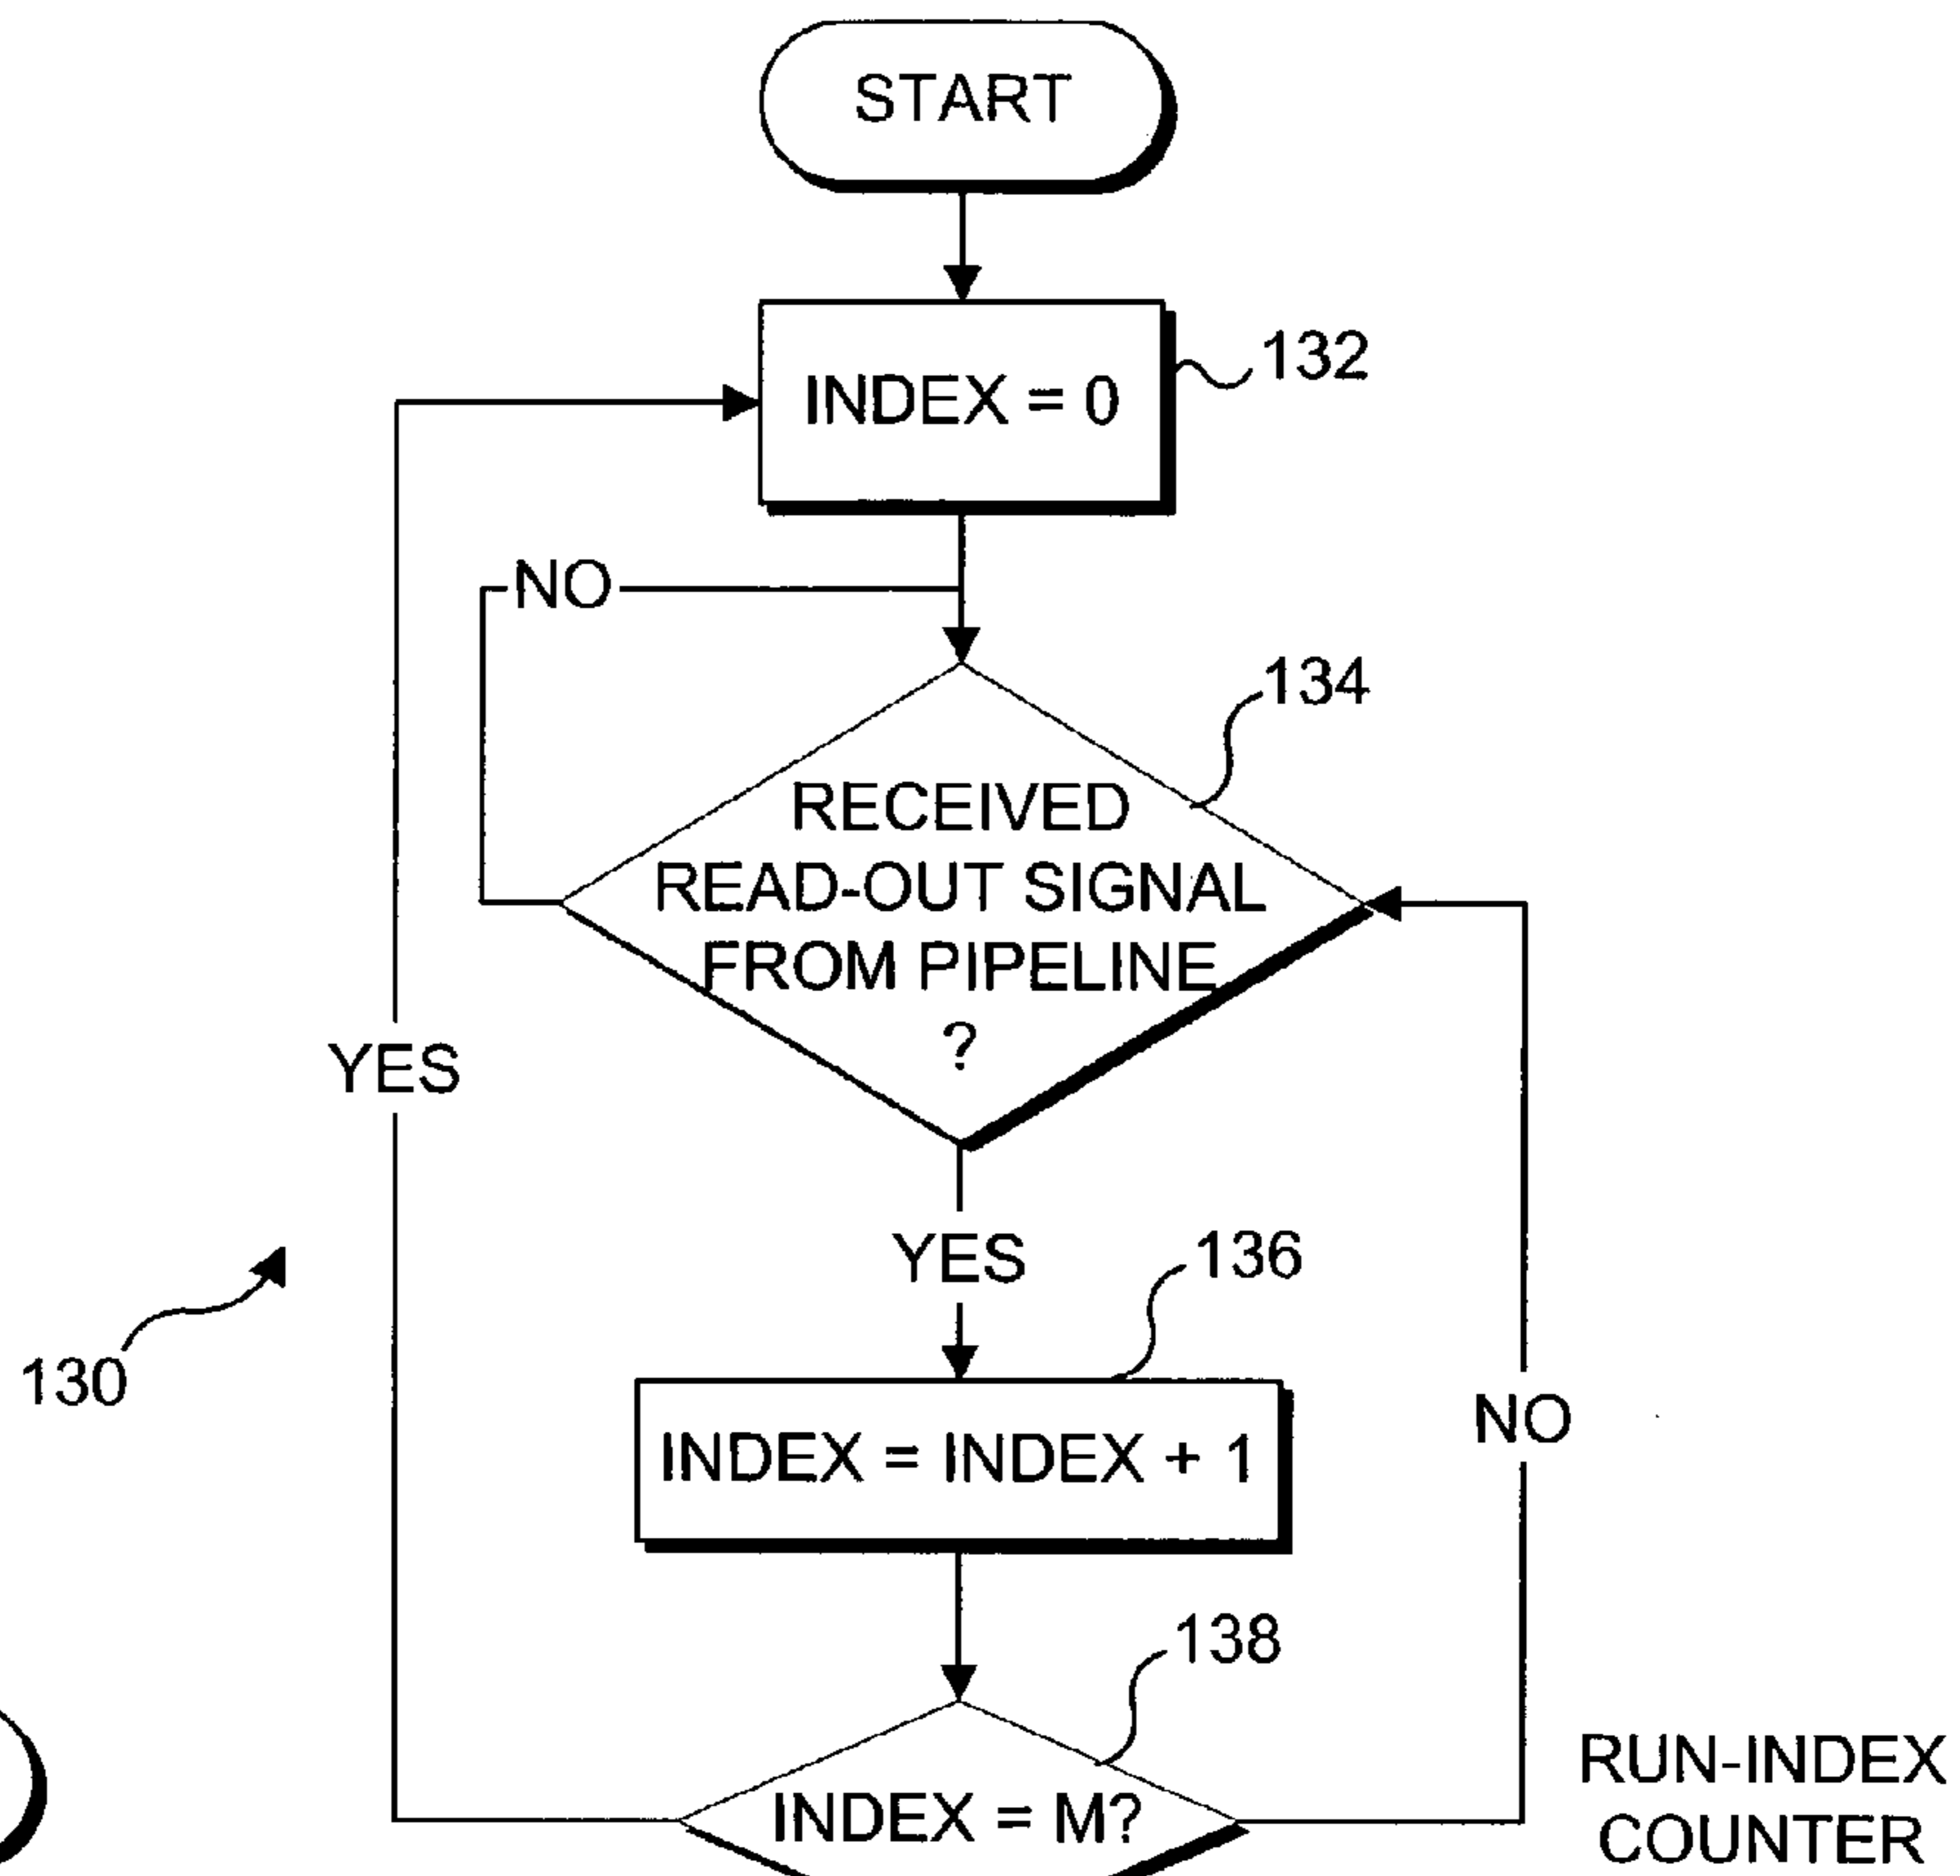 START
INDEX = 0
132
NO
134
RECEIVED
READ-OUT SIGNAL
FROM PIPELINE
?
YES
YES
136
130
INDEX = INDEX + 1
NO
138
INDEX = M?
RUN-INDEX
COUNTER